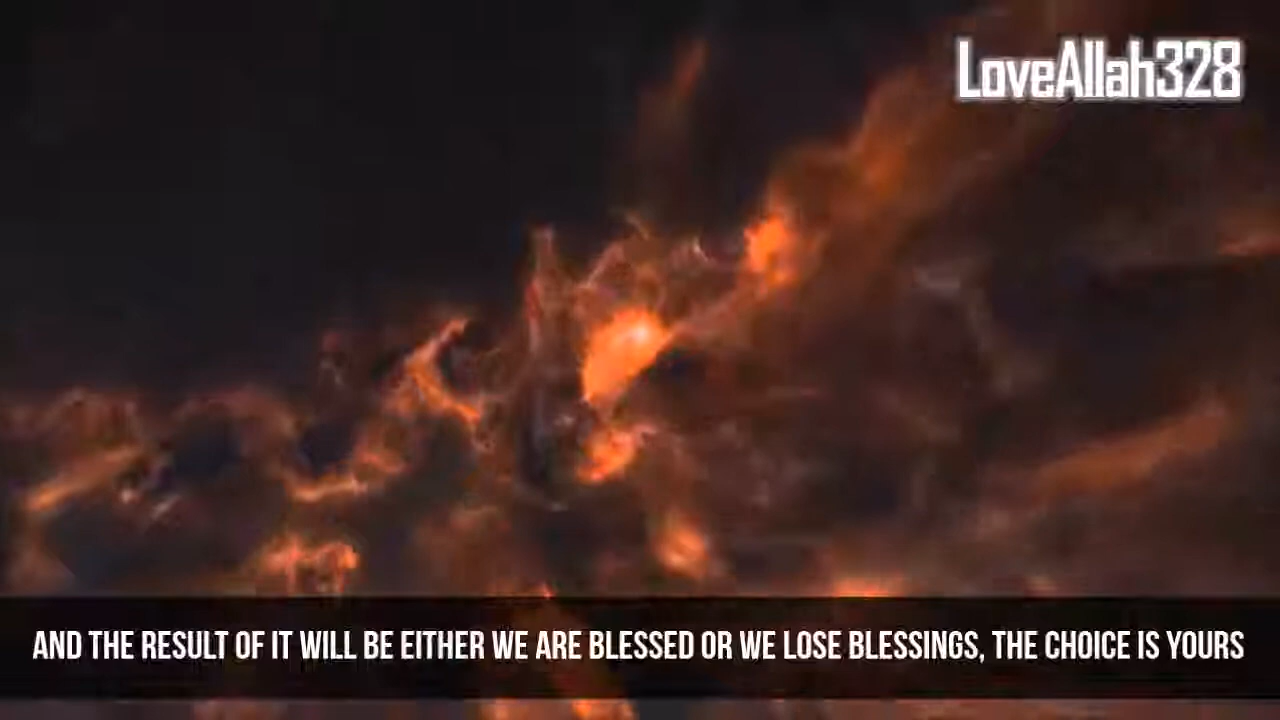 LoveAllah328
AND THE RESULT OF IT WILL BE EITHER WE ARE BLESSED OR WE LOSE BLESSINGS, THE CHOICE IS YOURS